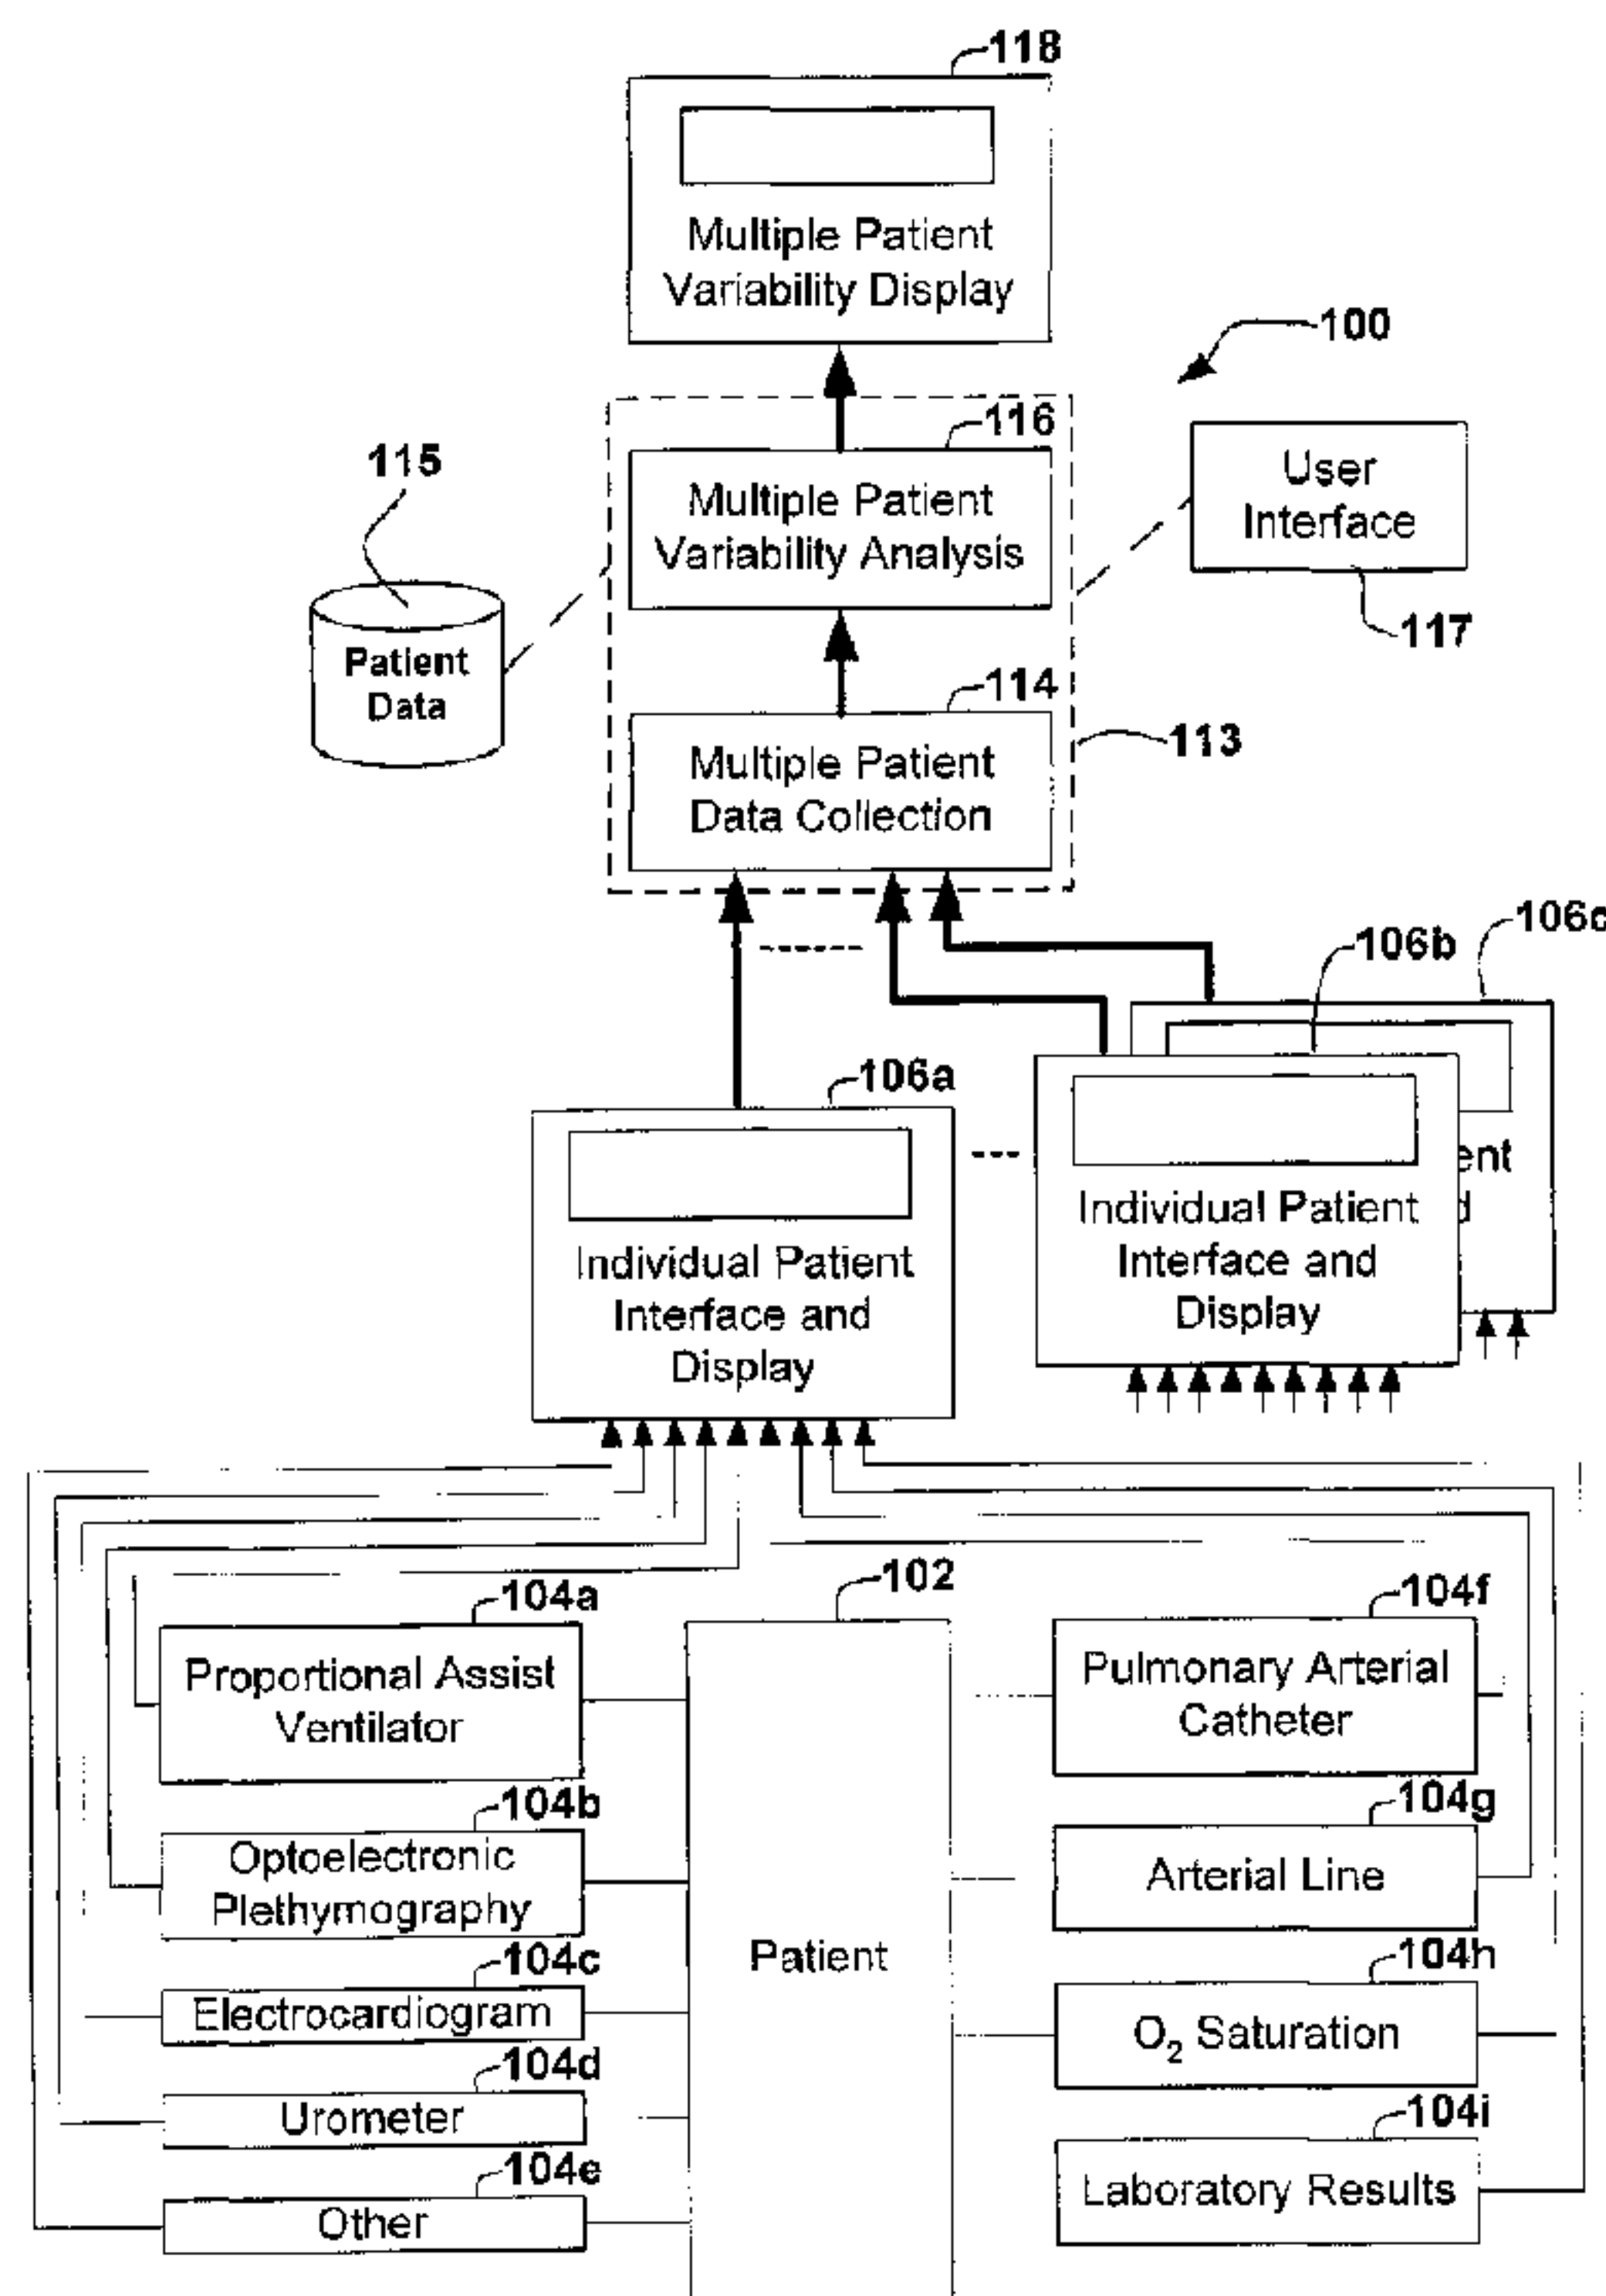 118
Multiple Patient
Variability Display
100
116
Multiple Patient
Variability Analysis
User
Interface
117
115
Patient
Data
114
Multiple Patient
Data Collection
113
106c
106b
106a
ent
d
Individual Patient
Interface and
Display
Individual Patient
Interface and
Display
102
104a
Proportional Assist
Ventilator
104b
Optoelectronic
Plethymography
104c
Electrocardiogram
104d
Urometer
104e
Other
Patient
104f
Pulmonary Arterial
Catheter
104g
Arterial Line
104h
O₂ Saturation
104i
Laboratory Results